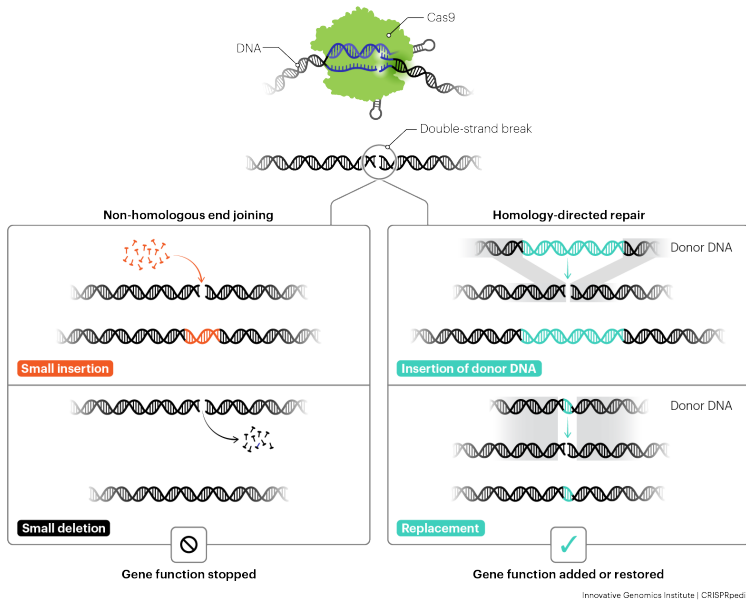 Cas9
DNA
Double-strand break
Non-homologous end joining
Homology-directed repair
Donor DNA
Small insertion
Insertion of donor DNA
Donor DNA
Small deletion
Replacement
Gene function stopped
Gene function added or restored
Innovative Genomics Institute | CRISPRpedi